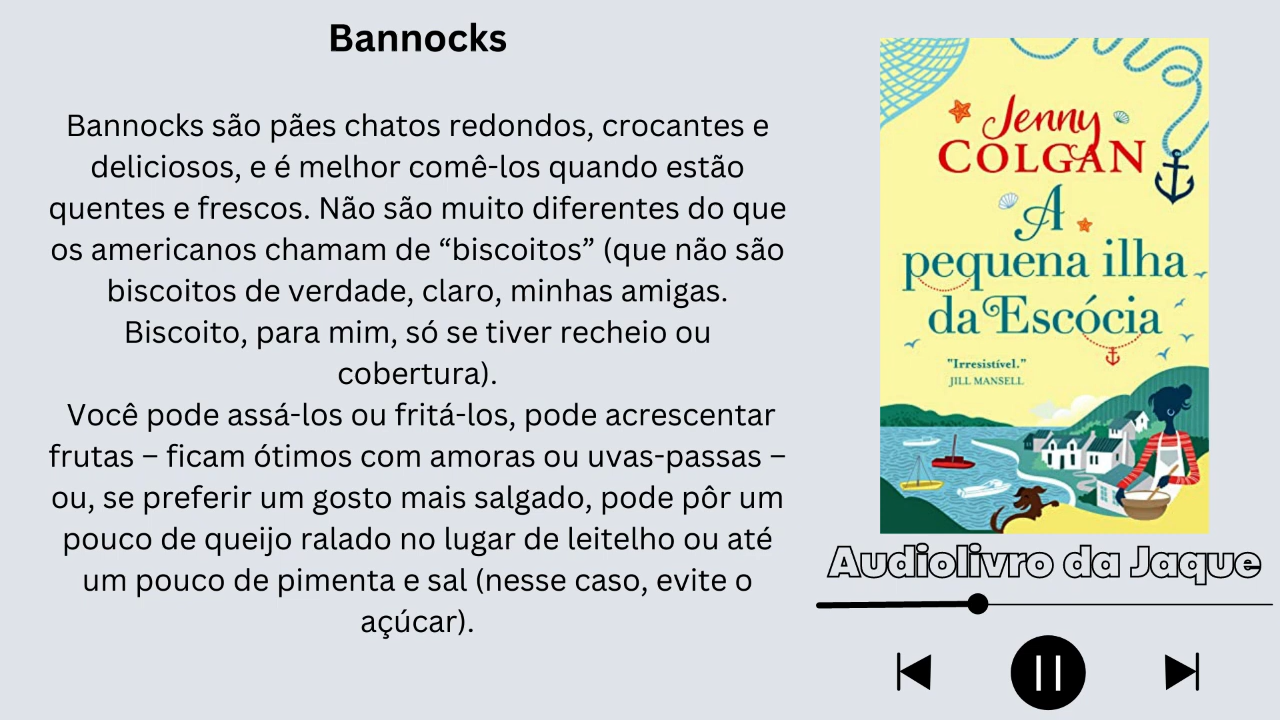 Bannocks
Bannocks são pães chatos redondos, crocantes e
deliciosos, e é melhor comê-los quando estão
quentes e frescos. Não são muito diferentes do que
os americanos chamam de “biscoitos” (que não são
biscoitos de verdade, claro, minhas amigas.
Biscoito, para mim, só se tiver recheio ou
cobertura).
Você pode assá-los ou fritá-los, pode acrescentar
frutas – ficam ótimos com amoras ou uvas-passas –
ou, se preferir um gosto mais salgado, pode pôr um
pouco de queijo ralado no lugar de leitelho ou até
um pouco de pimenta e sal (nesse caso, evite o
açúcar).
Jenny
COLGAN
A
pequena ilha
da Escócia
"Irresistível."
JILL MANSELL
Audiolivro da Jaque